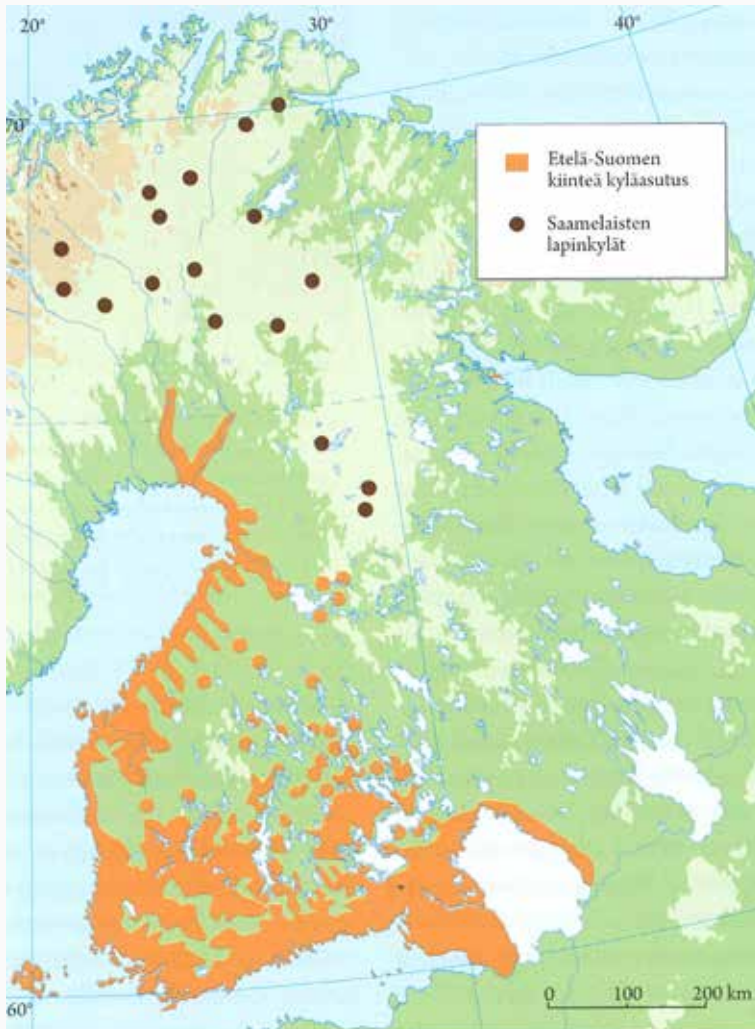 20°
30°
40°
70°
Etelä-Suomen
kiinteä kyläasutus
Saamelaisten
lapinkylät
60°
0 100 200 km